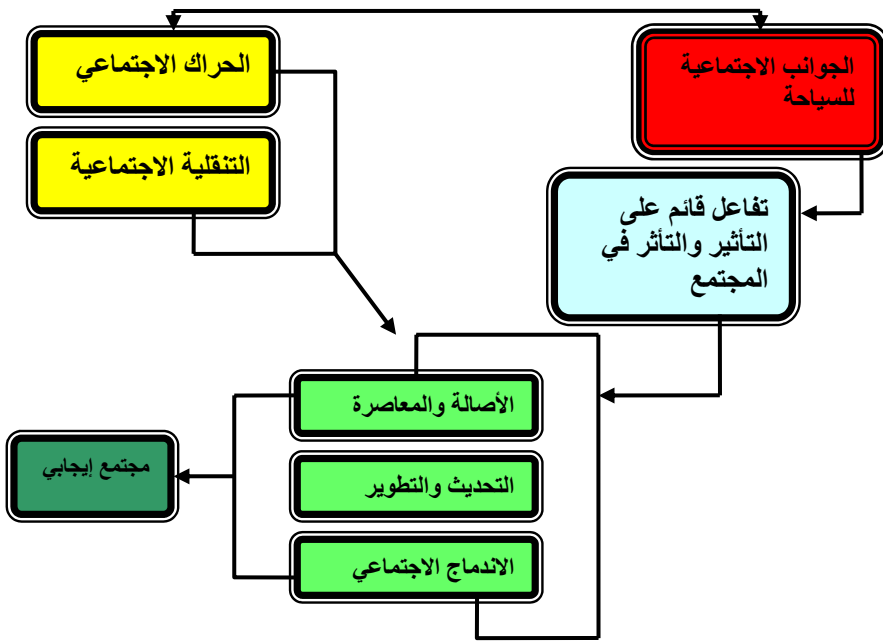 الجوانب الاجتماعية
للسياحة
الحراك الاجتماعي
التنقلية الاجتماعية
تفاعل قائم على
التأثير والتأثر في
المجتمع
الأصالة والمعاصرة
التحديث والتطوير
الاندماج الاجتماعي
مجتمع إيجابي